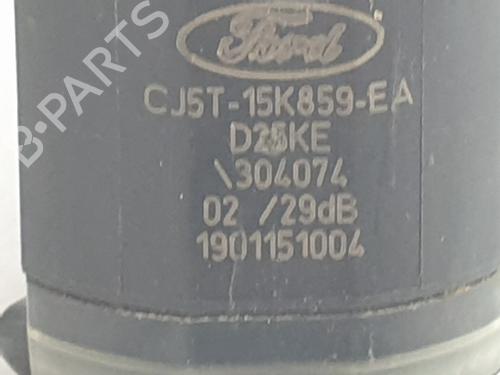 Ford
CJ5T-15K859-EA
D25KE
\304074
02 /29dB
1901151004
B-PARTS